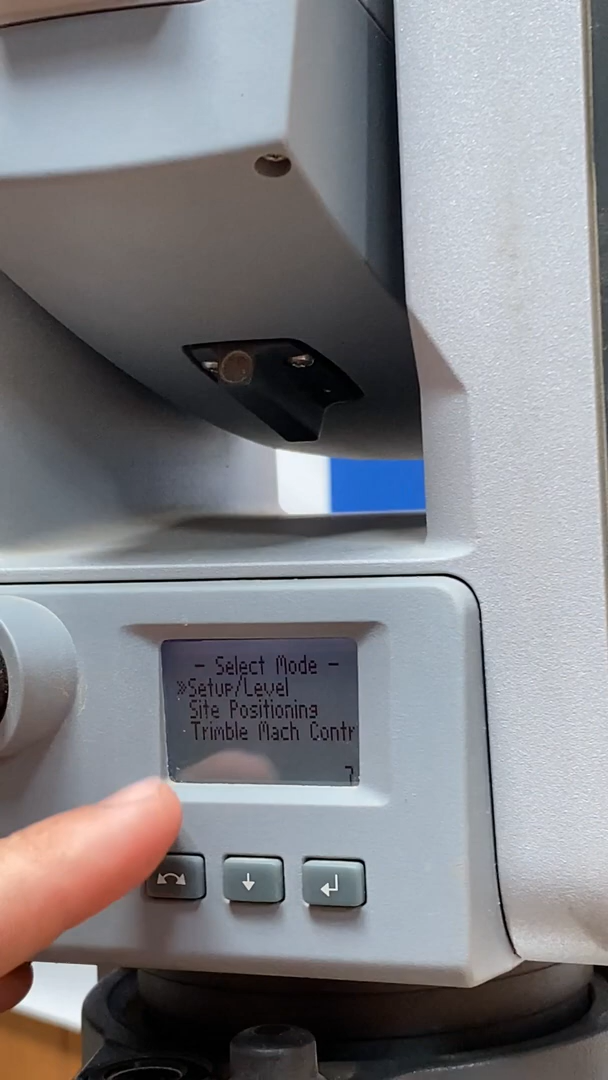 - Select Mode -
»Setup/Level
Site Positioning
Trimble Mach Contr